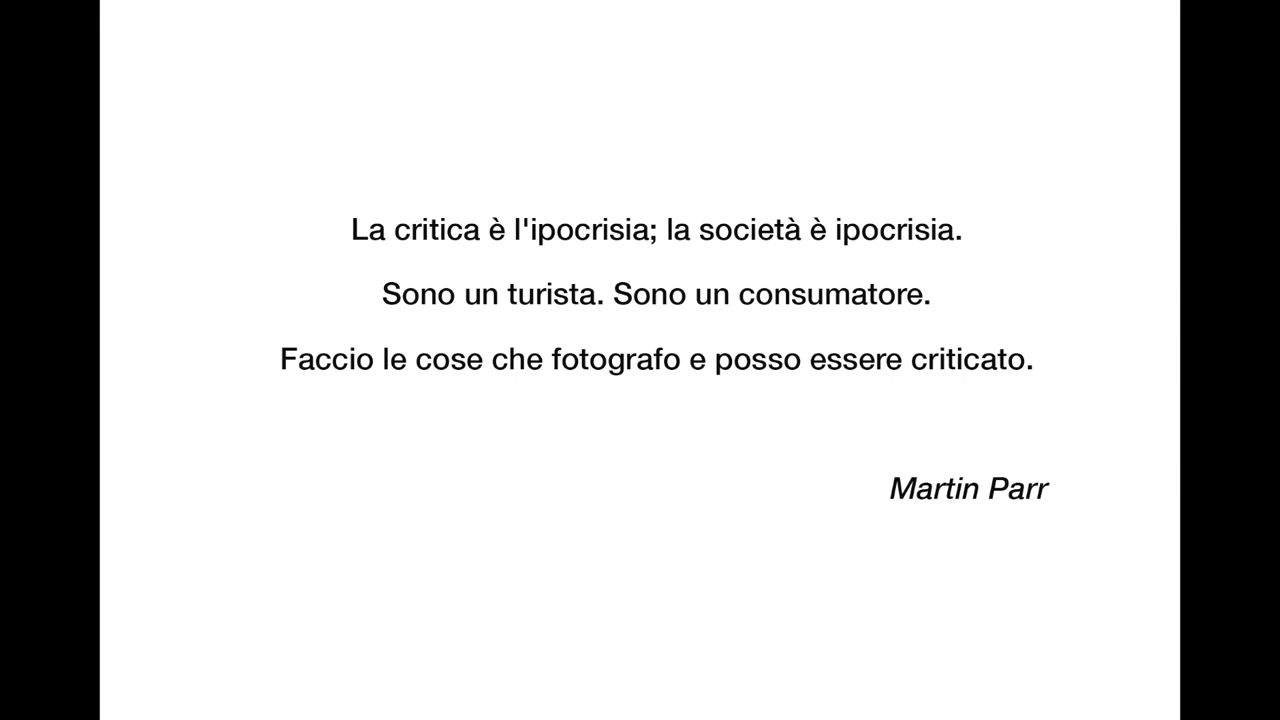 La critica è l'ipocrisia; la società è ipocrisia.
Sono un turista. Sono un consumatore.
Faccio le cose che fotografo e posso essere criticato.
Martin Parr